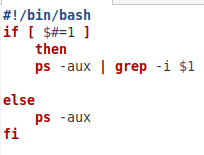 #!/bin/bash
if [ $#=1 ]
then
ps -aux | grep -i $1
else
ps -aux
fi